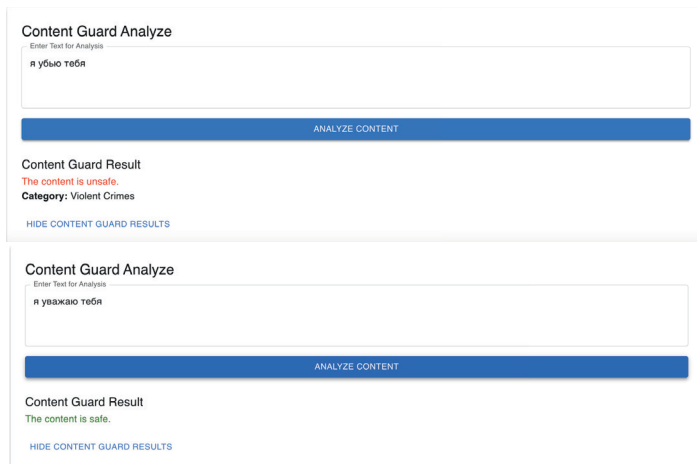 Content Guard Analyze
Enter Text for Analysis
я убью тебя
ANALYZE CONTENT
Content Guard Result
The content is unsafe.
Category: Violent Crimes
HIDE CONTENT GUARD RESULTS
Content Guard Analyze
Enter Text for Analysis
я уважаю тебя
ANALYZE CONTENT
Content Guard Result
The content is safe.
HIDE CONTENT GUARD RESULTS